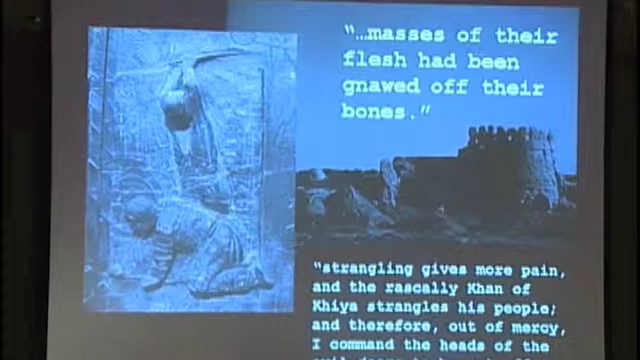 "…masses of their
flesh had been
gnawed off their
bones."
"strangling gives more pain,
and the rascally Khan of
Khiya strangles his people;
and therefore, out of mercy,
I command the heads of the